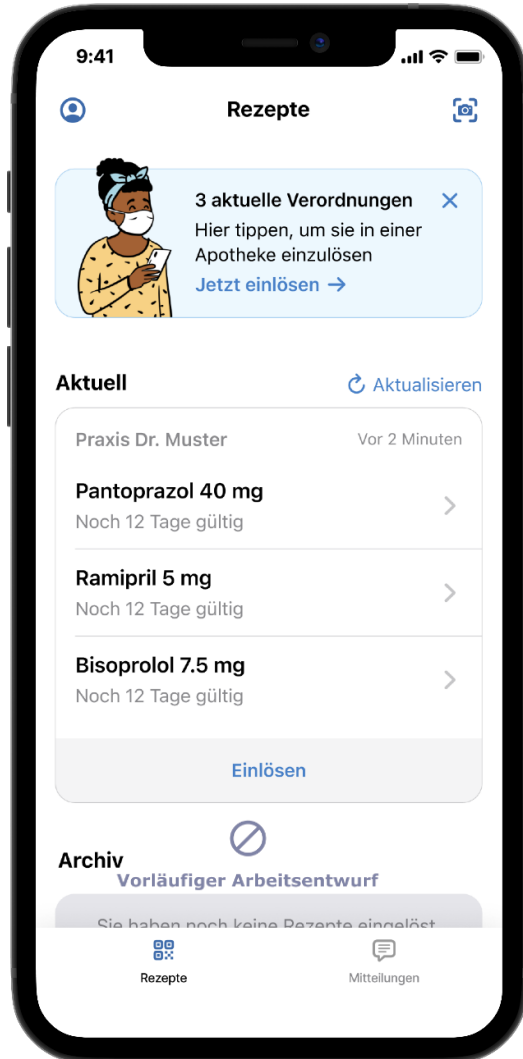 9:41
Rezepte
3 aktuelle Verordnungen
Hier tippen, um sie in einer
Apotheke einzulösen
Jetzt einlösen →
Aktuell
Aktualisieren
Praxis Dr. Muster
Vor 2 Minuten
Pantoprazol 40 mg
Noch 12 Tage gültig
Ramipril 5 mg
Noch 12 Tage gültig
Bisoprolol 7.5 mg
Noch 12 Tage gültig
Einlösen
Archiv
Vorläufiger Arbeitsentwurf
Sie haben noch keine Rezepte eingelöst
Rezepte
Mitteilungen